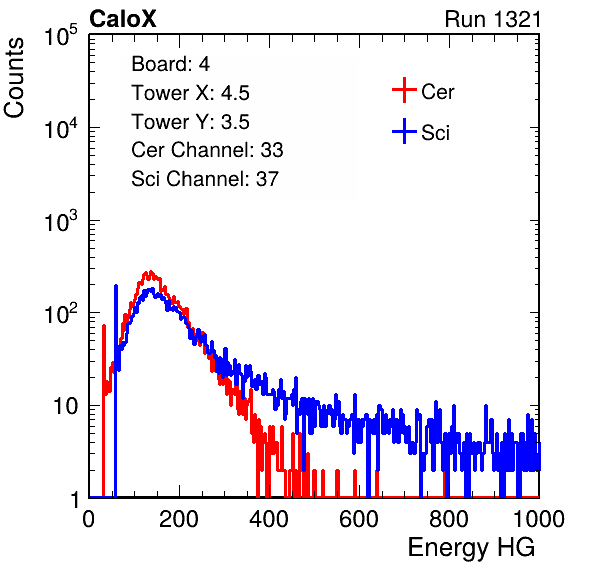 CaloX Run 1321
Counts
Board: 4
Tower X: 4.5
Tower Y: 3.5
Cer Channel: 33
Sci Channel: 37
Cer
Sci
10^5
10^4
10^3
10^2
10
1
0 200 400 600 800 1000
Energy HG